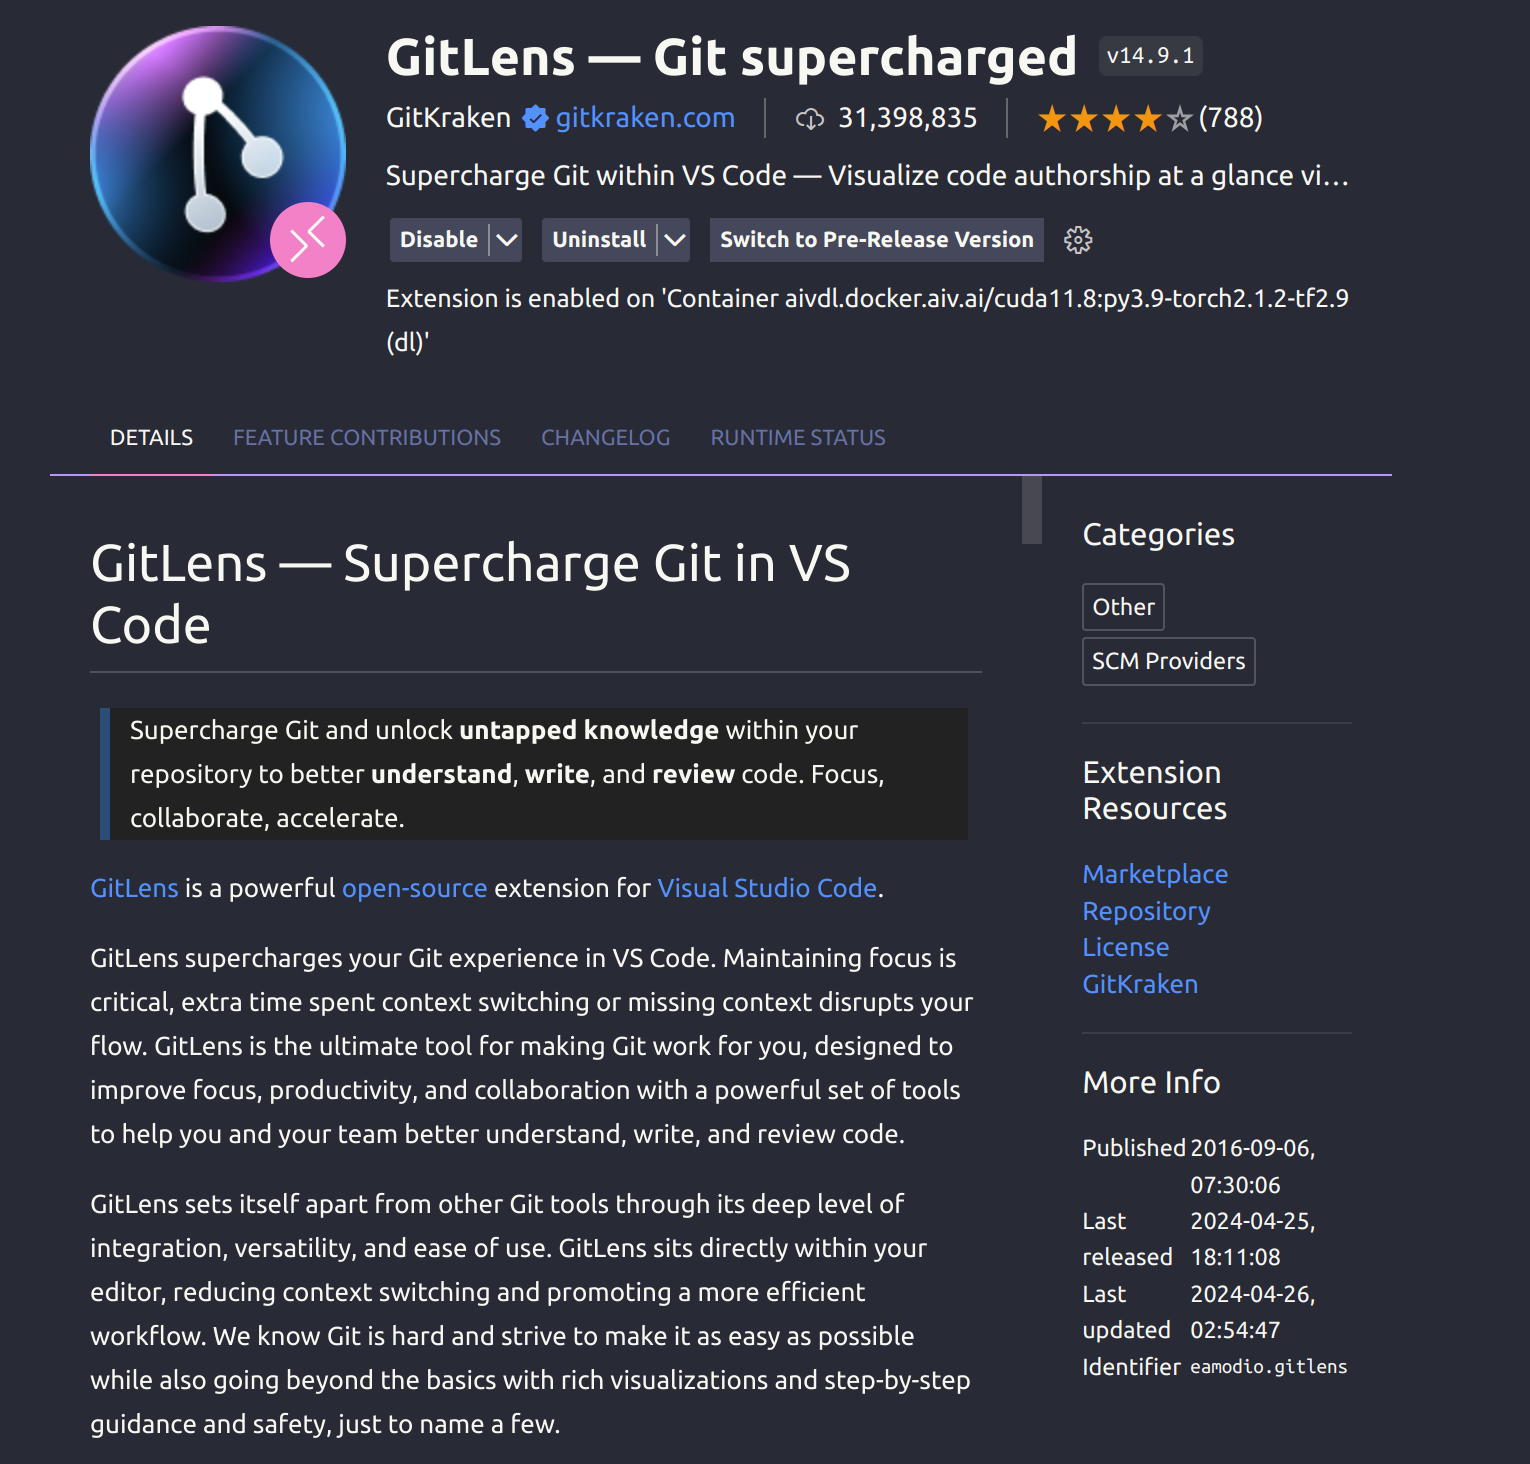 GitLens — Git supercharged v14.9.1
GitKraken gitkraken.com 31,398,835 (788)
Supercharge Git within VS Code — Visualize code authorship at a glance vi...
Disable Uninstall Switch to Pre-Release Version
Extension is enabled on 'Container aivdl.docker.aiv.ai/cuda11.8:py3.9-torch2.1.2-tf2.9
(dl)'
DETAILS FEATURE CONTRIBUTIONS CHANGELOG RUNTIME STATUS
GitLens — Supercharge Git in VS
Code
Supercharge Git and unlock untapped knowledge within your
repository to better understand, write, and review code. Focus,
collaborate, accelerate.
GitLens is a powerful open-source extension for Visual Studio Code.
GitLens supercharges your Git experience in VS Code. Maintaining focus is
critical, extra time spent context switching or missing context disrupts your
flow. GitLens is the ultimate tool for making Git work for you, designed to
improve focus, productivity, and collaboration with a powerful set of tools
to help you and your team better understand, write, and review code.
GitLens sets itself apart from other Git tools through its deep level of
integration, versatility, and ease of use. GitLens sits directly within your
editor, reducing context switching and promoting a more efficient
workflow. We know Git is hard and strive to make it as easy as possible
while also going beyond the basics with rich visualizations and step-by-step
guidance and safety, just to name a few.
Categories
Other
SCM Providers
Extension
Resources
Marketplace
Repository
License
GitKraken
More Info
Published 2016-09-06,
07:30:06
Last 2024-04-25,
released 18:11:08
Last 2024-04-26,
updated 02:54:47
Identifier eamodio.gitlens